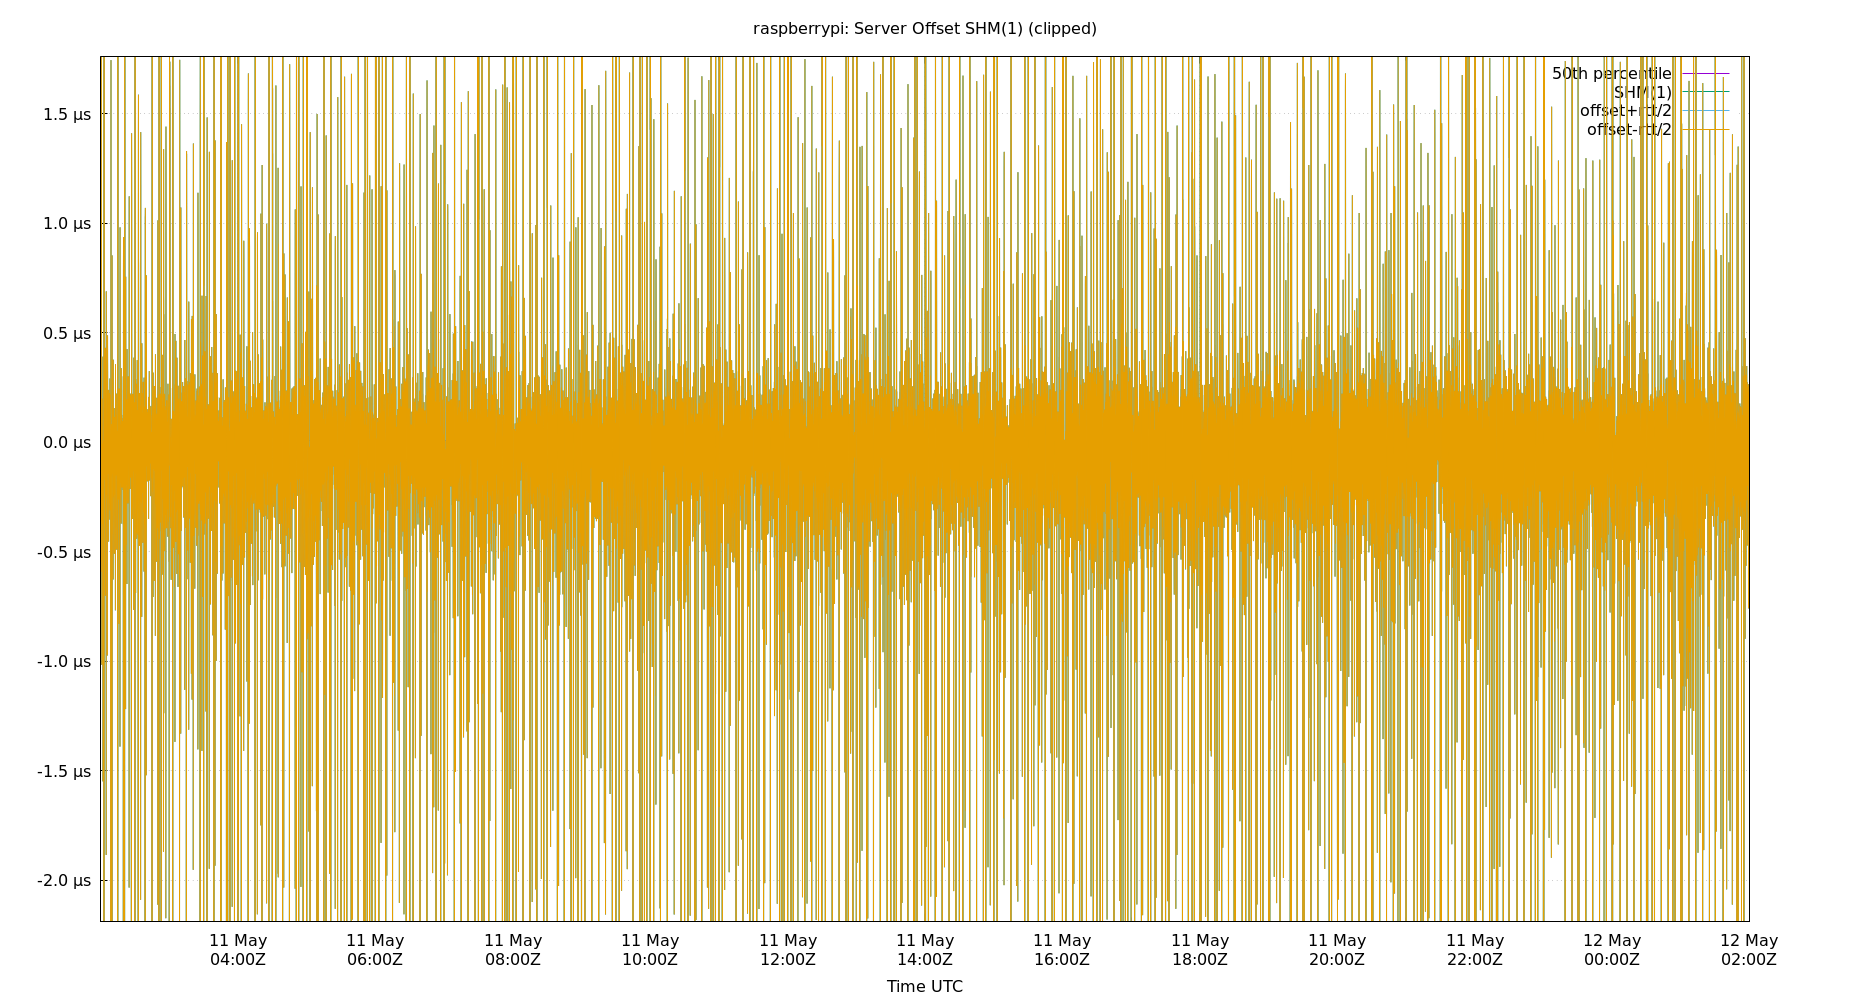 raspberrypi: Server Offset SHM(1) (clipped)
50th percentile
SHM(1)
offset+rtt/2
offset-rtt/2
1.5 µs
1.0 µs
0.5 µs
0.0 µs
-0.5 µs
-1.0 µs
-1.5 µs
-2.0 µs
11 May 11 May 11 May 11 May 11 May 11 May 11 May 11 May 11 May 11 May 12 May 12 May
04:00Z 06:00Z 08:00Z 10:00Z 12:00Z 14:00Z 16:00Z 18:00Z 20:00Z 22:00Z 00:00Z 02:00Z
Time UTC